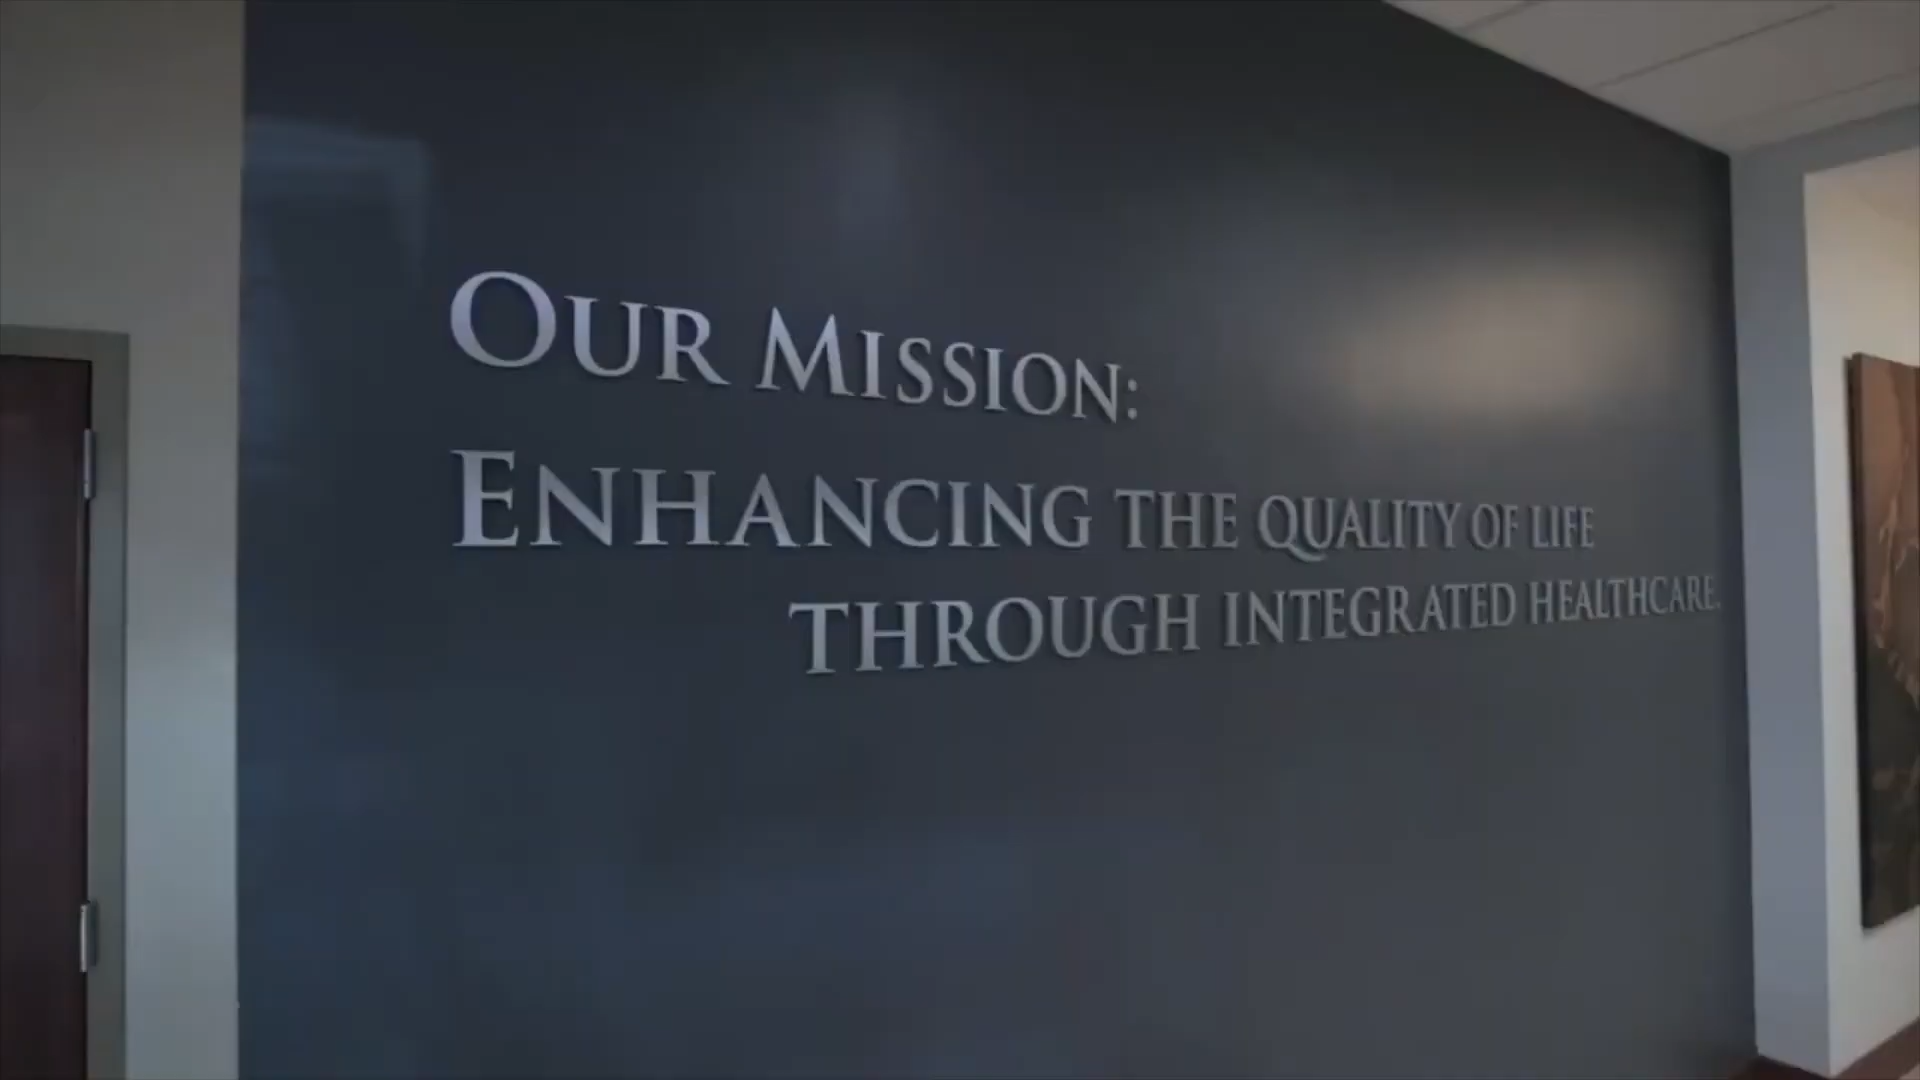 OUR MISSION:
ENHANCING THE QUALITY OF LIFE
THROUGH INTEGRATED HEALTHCARE.